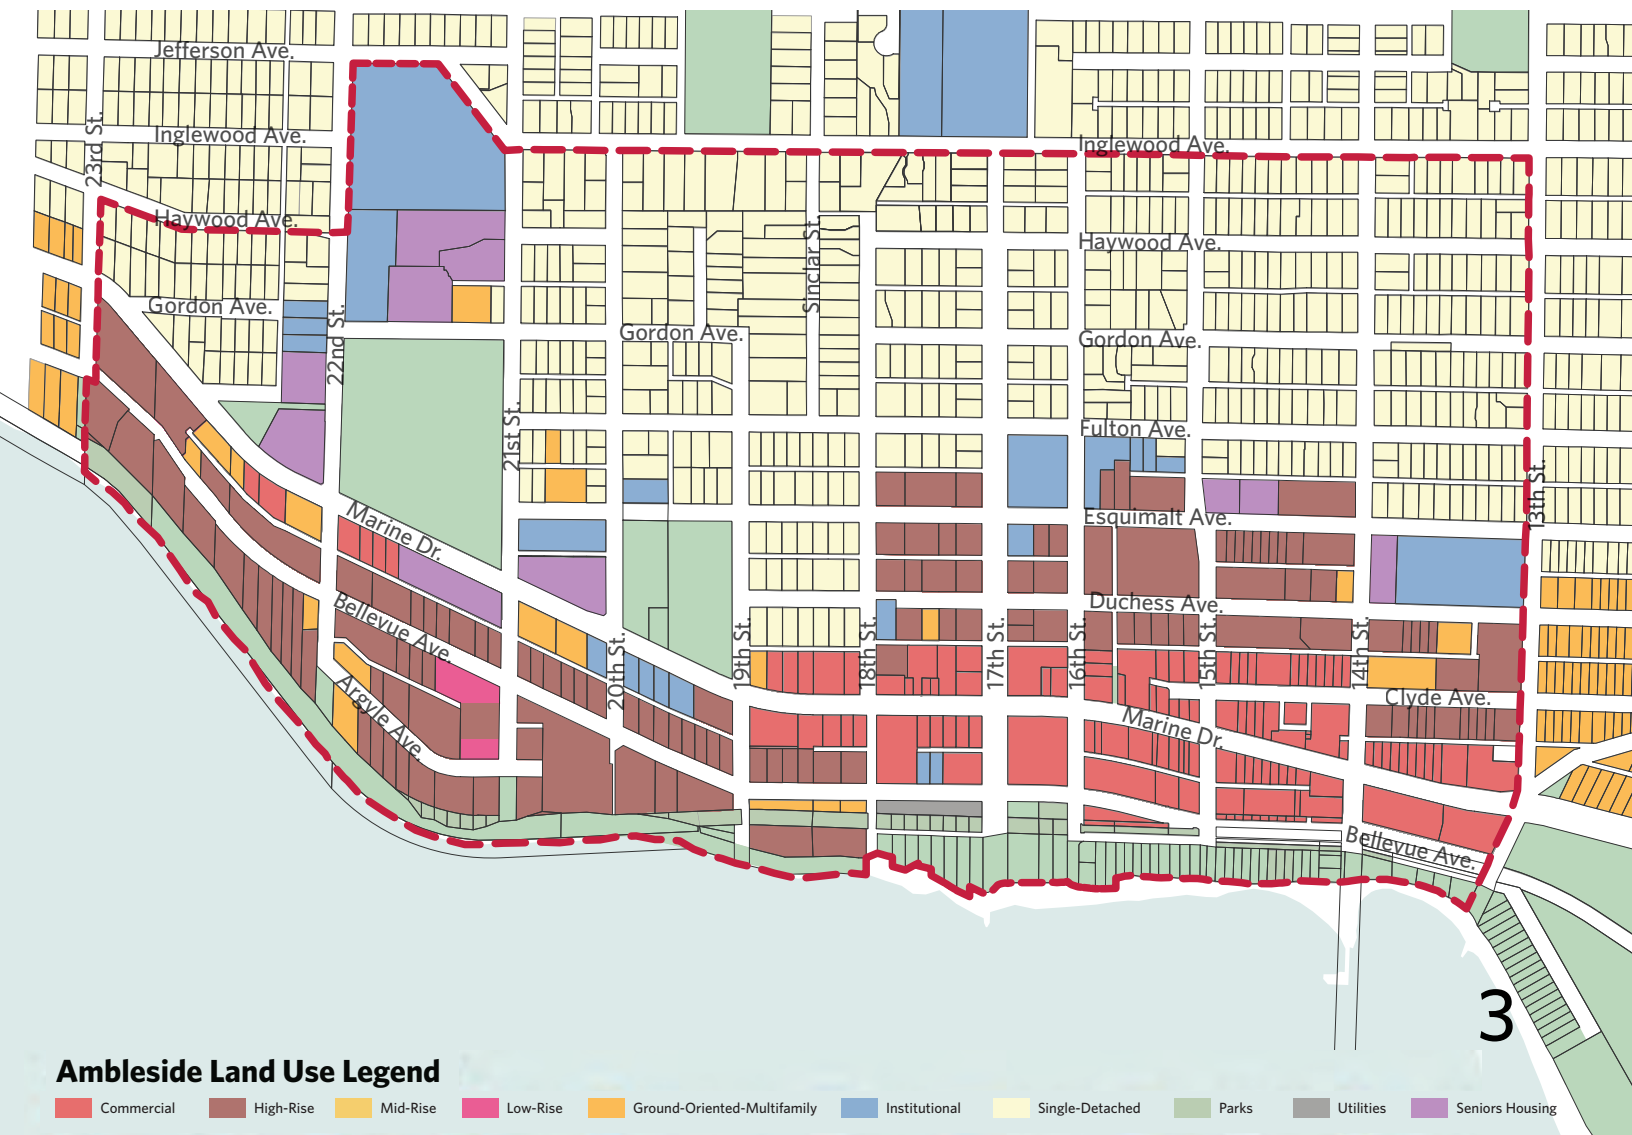 Jefferson Ave.
23rd St.
Inglewood Ave.
Inglewood Ave.
Haywood Ave.
Haywood Ave.
Sinclar St.
Gordon Ave.
22nd St.
Gordon Ave.
Gordon Ave.
21st St.
Fulton Ave.
13th St.
Marine Dr.
Esquimalt Ave.
Bellevue Ave.
Duchess Ave.
20th St.
19th St.
18th St.
17th St.
16th St.
15th St.
14th St.
Argyle Ave.
Clyde Ave.
Marine Dr.
Bellevue Ave.
3
Ambleside Land Use Legend
Commercial High-Rise Mid-Rise Low-Rise Ground-Oriented-Multifamily Institutional Single-Detached Parks Utilities Seniors Housing